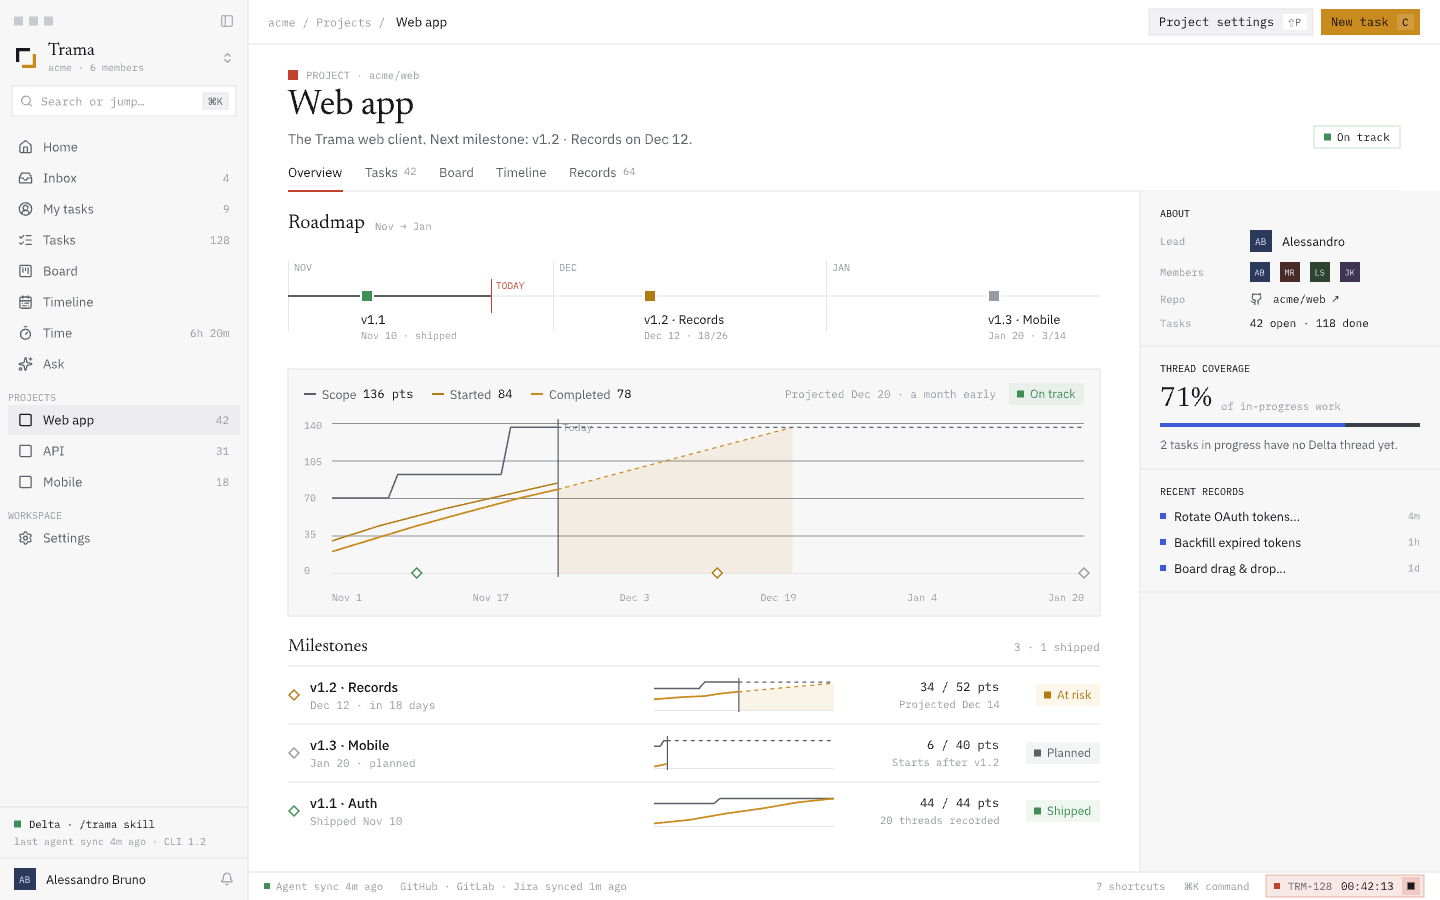 Trama
acme · 6 members
Search or jump… ⌘K
Home
Inbox 4
My tasks 9
Tasks 128
Board
Timeline
Time 6h 20m
Ask
PROJECTS
Web app 42
API 31
Mobile 18
WORKSPACE
Settings
Delta · /trama skill
last agent sync 4m ago · CLI 1.2
AB Alessandro Bruno
acme / Projects / Web app
Project settings ⇧P
New task C
PROJECT · acme/web
Web app
The Trama web client. Next milestone: v1.2 · Records on Dec 12.
On track
Overview Tasks 42 Board Timeline Records 64
Roadmap Nov → Jan
NOV DEC JAN
TODAY
v1.1 v1.2 · Records v1.3 · Mobile
Nov 10 · shipped Dec 12 · 18/26 Jan 20 · 3/14
Scope 136 pts Started 84 Completed 78 Projected Dec 20 · a month early On track
140
Today
105
70
35
0
Nov 1 Nov 17 Dec 3 Dec 19 Jan 4 Jan 20
Milestones 3 · 1 shipped
v1.2 · Records 34 / 52 pts At risk
Dec 12 · in 18 days Projected Dec 14
v1.3 · Mobile 6 / 40 pts Planned
Jan 20 · planned Starts after v1.2
v1.1 · Auth 44 / 44 pts Shipped
Shipped Nov 10 20 threads recorded
ABOUT
Lead AB Alessandro
Members AB MR LS JK
Repo acme/web ↗
Tasks 42 open · 118 done
THREAD COVERAGE
71% of in-progress work
2 tasks in progress have no Delta thread yet.
RECENT RECORDS
Rotate OAuth tokens… 4m
Backfill expired tokens 1h
Board drag & drop… 1d
Agent sync 4m ago GitHub · GitLab · Jira synced 1m ago ? shortcuts ⌘K command TRM-128 00:42:13